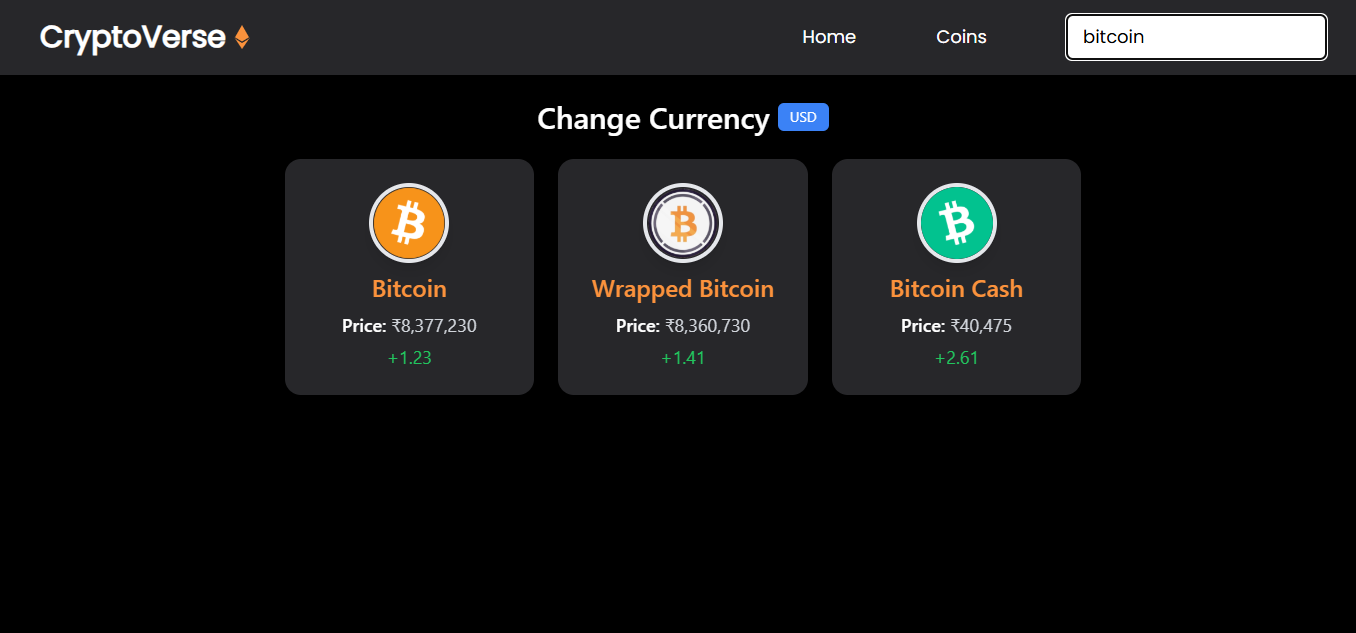 CryptoVerse
Home
Coins
bitcoin
Change Currency USD
Bitcoin
Price: ₹8,377,230
+1.23
Wrapped Bitcoin
Price: ₹8,360,730
+1.41
Bitcoin Cash
Price: ₹40,475
+2.61